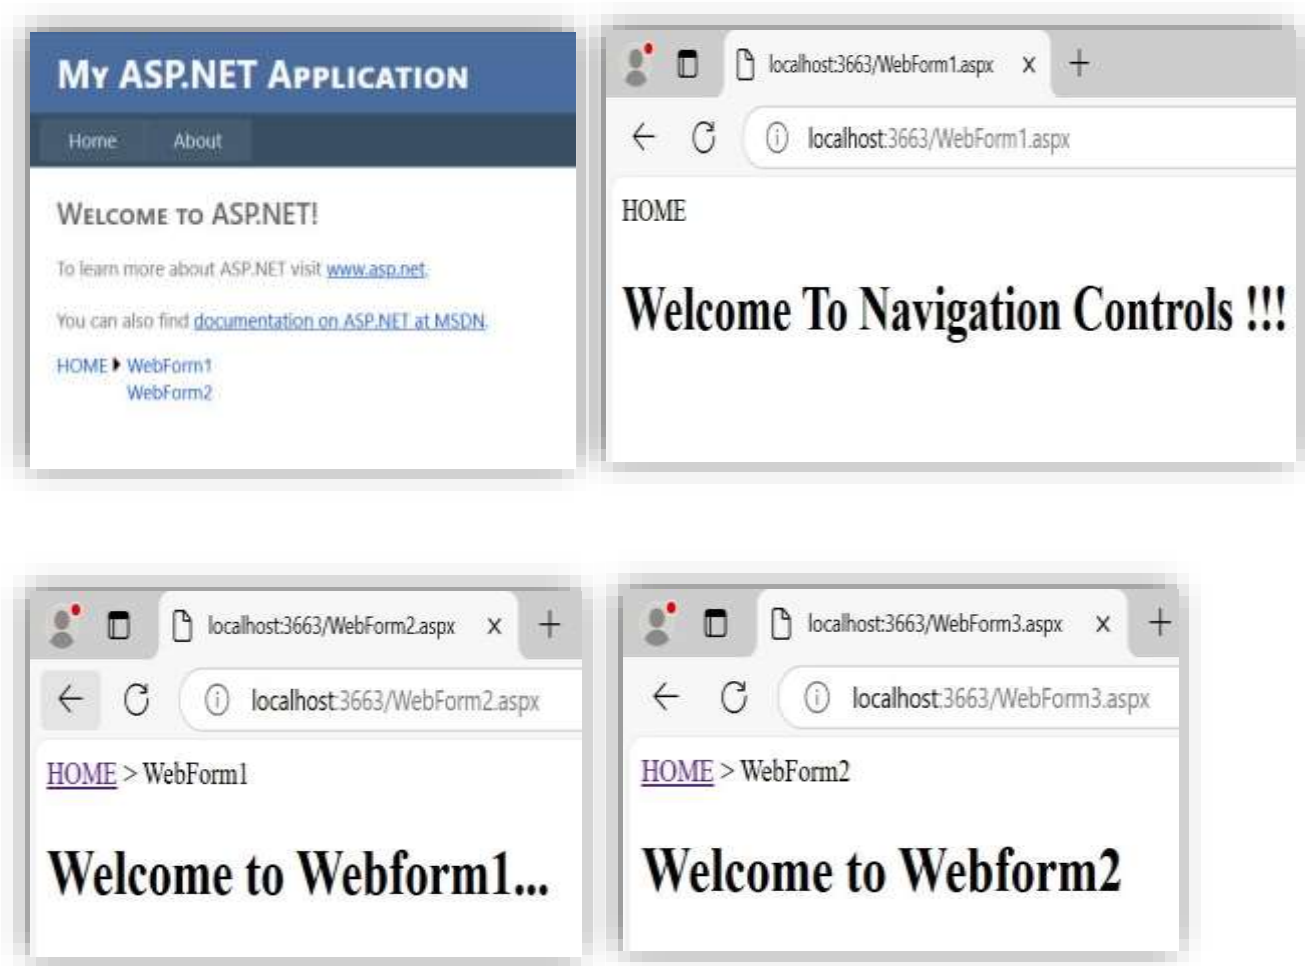 MY ASP.NET APPLICATION
Home About
WELCOME TO ASP.NET!
To learn more about ASP.NET visit www.asp.net.
You can also find documentation on ASP.NET at MSDN.
HOME WebForm1
WebForm2
localhost:3663/WebForm1.aspx
localhost:3663/WebForm1.aspx
HOME
Welcome To Navigation Controls !!!
localhost:3663/WebForm2.aspx
localhost:3663/WebForm2.aspx
HOME > WebForm1
Welcome to Webform1...
localhost:3663/WebForm3.aspx
localhost:3663/WebForm3.aspx
HOME > WebForm2
Welcome to Webform2